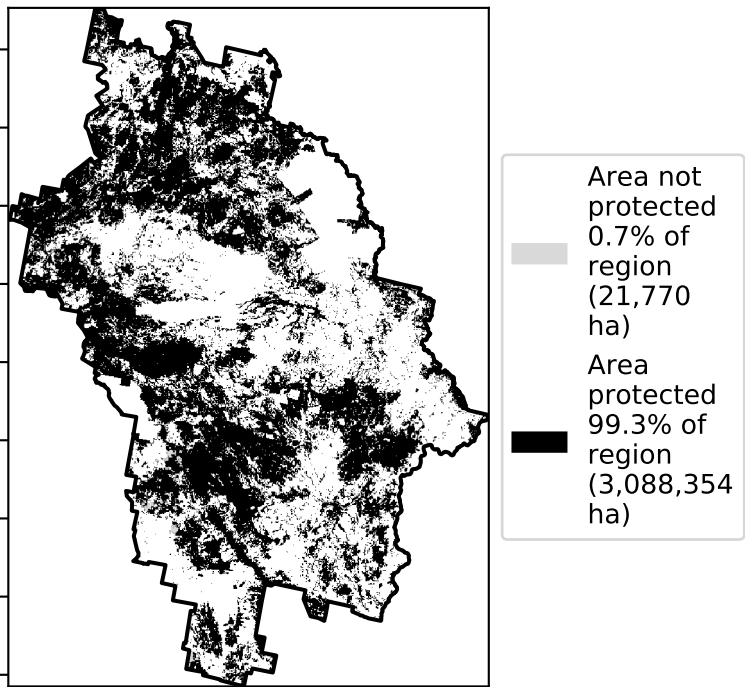 Area not
protected
0.7% of
region
(21,770
ha)
Area
protected
99.3% of
region
(3,088,354
ha)